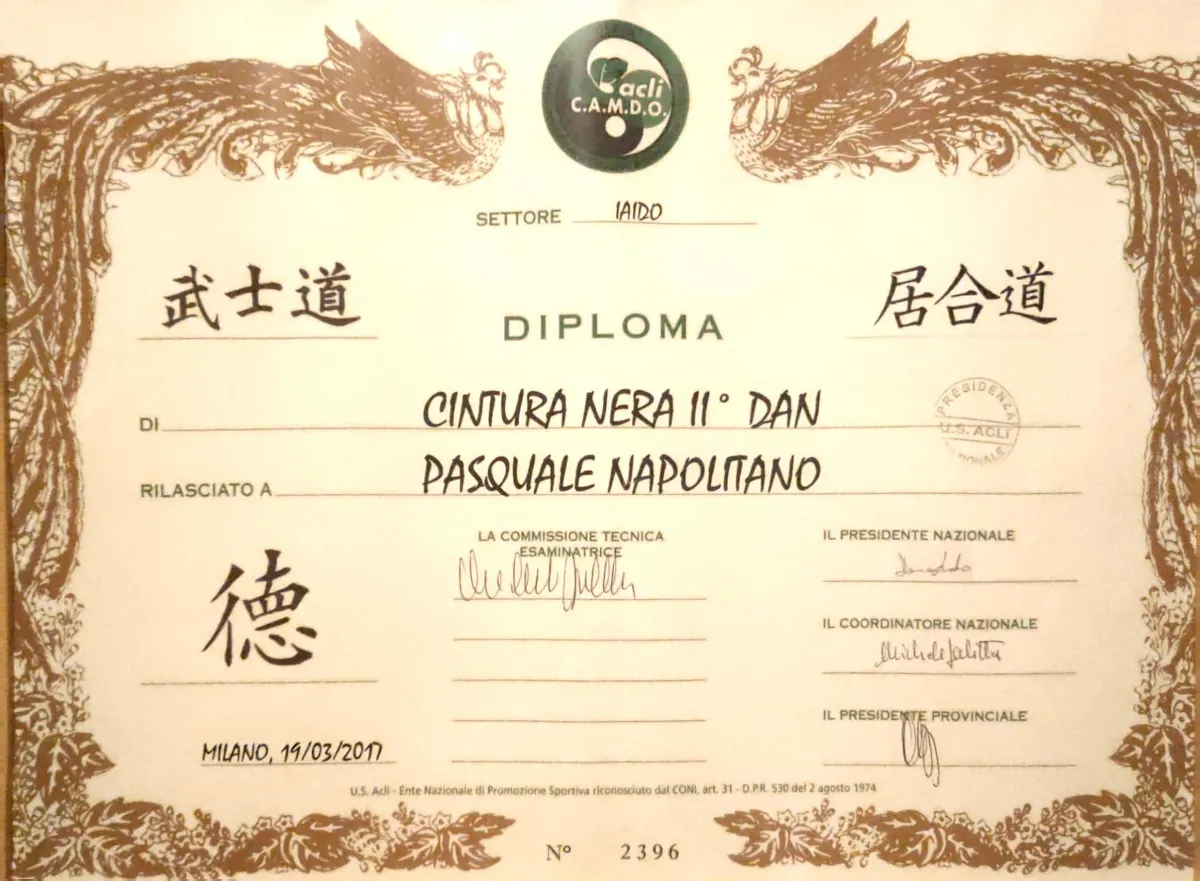 acli
C.A.M.D.O.
SETTORE IAIDO
武士道
居合道
DIPLOMA
DI CINTURA NERA II° DAN
PRESIDENZA
U.S. ACLI
RILASCIATO A PASQUALE NAPOLITANO
LA COMMISSIONE TECNICA
ESAMINATRICE
IL PRESIDENTE NAZIONALE
IL COORDINATORE NAZIONALE
IL PRESIDENTE PROVINCIALE
德
MILANO, 19/03/2017
U.S. Acli - Ente Nazionale di Promozione Sportiva riconosciuto dal CONI, art. 31 - D.P.R. 530 del 2 agosto 1974
N° 2396